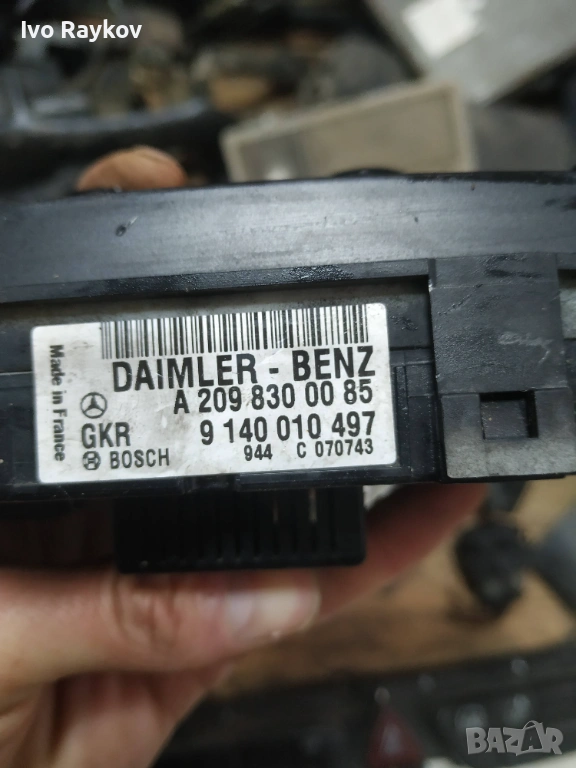 Ivo Raykov
Made in France
DAIMLER - BENZ
A 209 830 00 85
GKR 9 140 010 497
BOSCH 944 C 070743
BAZAR